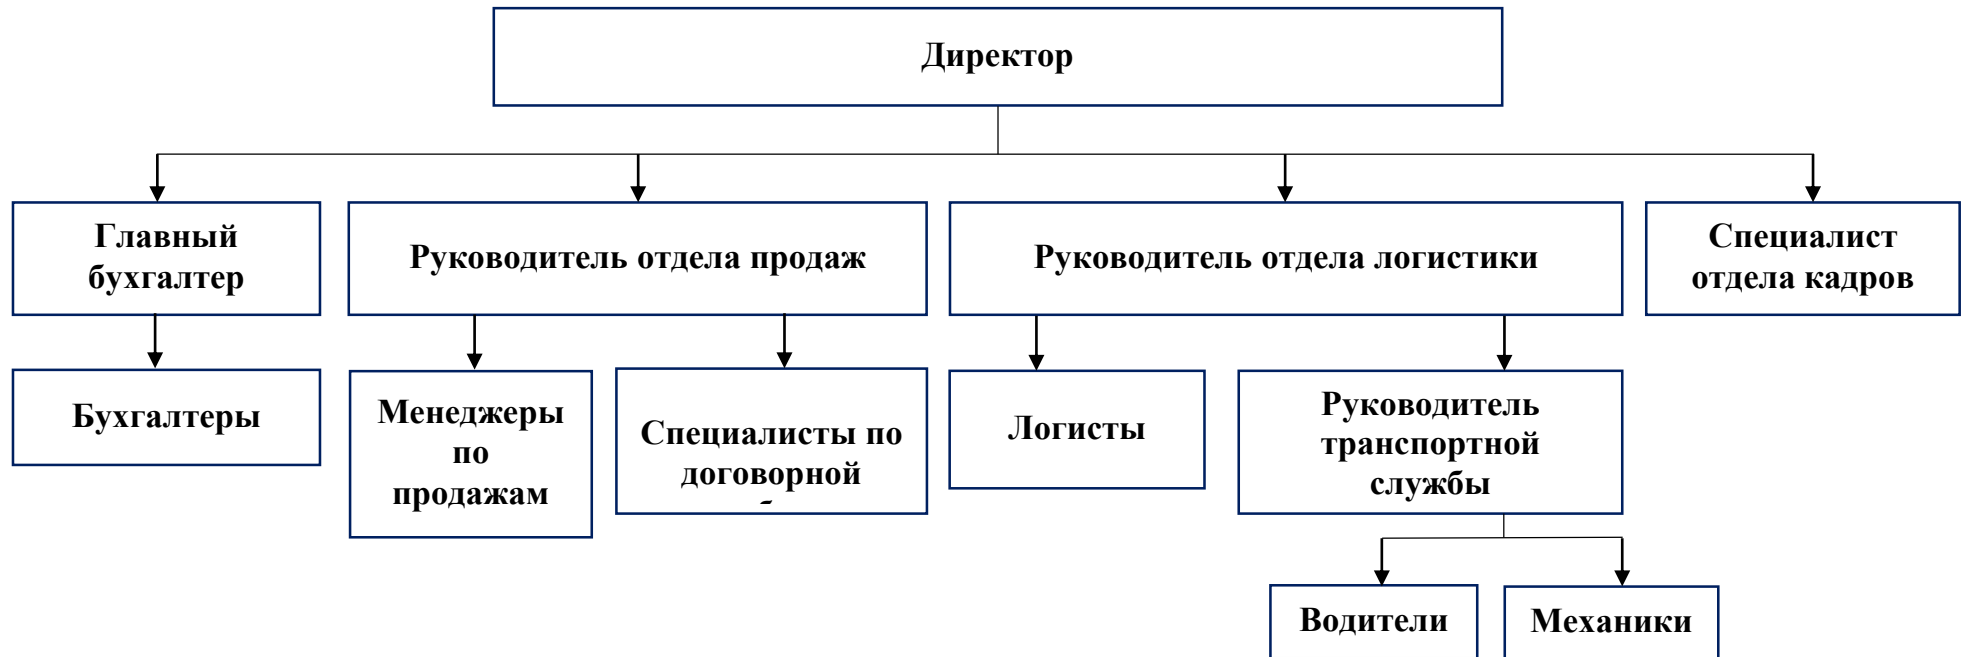 Директор
Главный
бухгалтер
Руководитель отдела продаж
Руководитель отдела логистики
Специалист
отдела кадров
Бухгалтеры
Менеджеры
по
продажам
Специалисты по
договорной
Логисты
Руководитель
транспортной
службы
Водители
Механики